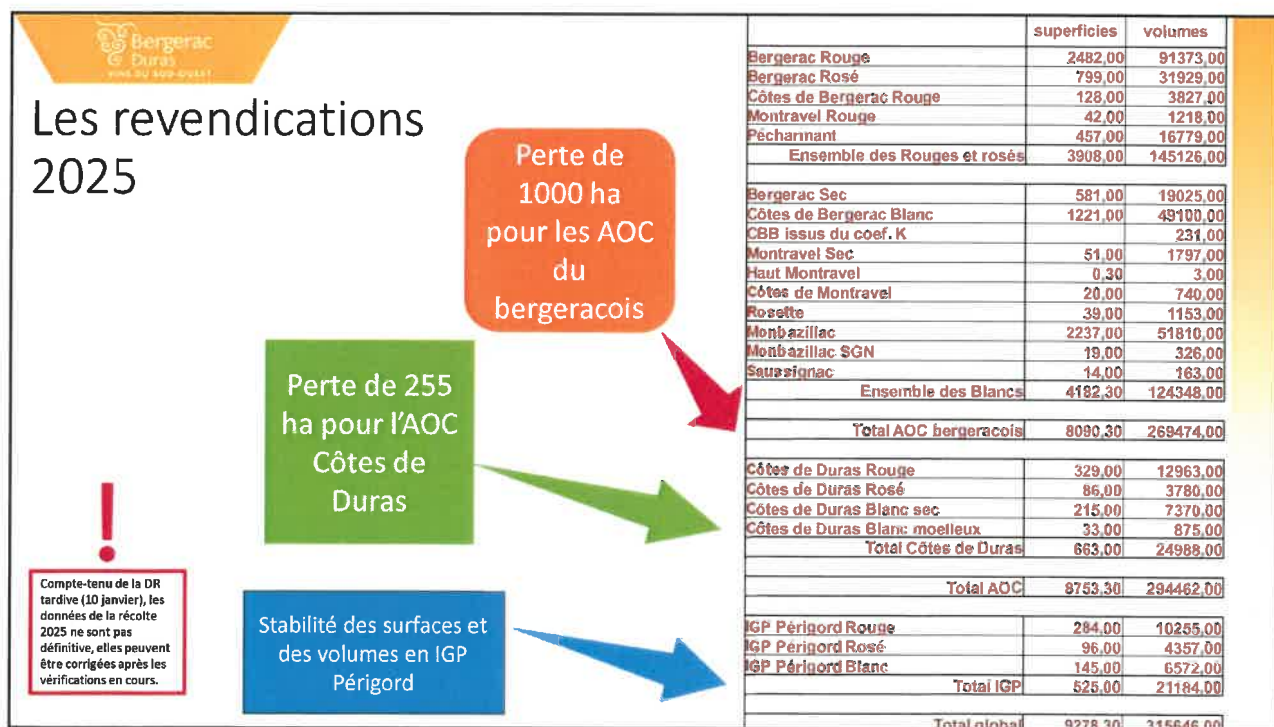 Bergerac
Duras
VINS DU SUD-OUEST
Les revendications
2025
Perte de
1000 ha
pour les AOC
du
bergeracois
Perte de 255
ha pour l'AOC
Côtes de
Duras
!
Compte-tenu de la DR
tardive (10 janvier), les
données de la récolte
2025 ne sont pas
définitive, elles peuvent
être corrigées après les
vérifications en cours.
Stabilité des surfaces et
des volumes en IGP
Périgord
superficies volumes
Bergerac Rouge 2482,00 91373,00
Bergerac Rosé 799,00 31929,00
Côtes de Bergerac Rouge 128,00 3827,00
Montravel Rouge 42,00 1218,00
Pécharmant 457,00 16779,00
Ensemble des Rouges et rosés 3908,00 145126,00
Bergerac Sec 581,00 19025,00
Côtes de Bergerac Blanc 1221,00 49100,00
CBB issus du coef. K 231,00
Montravel Sec 51,00 1797,00
Haut Montravel 0,30 3,00
Côtes de Montravel 20,00 740,00
Rosette 39,00 1153,00
Monbazillac 2237,00 51810,00
Monbazillac SGN 19,00 326,00
Saussignac 14,00 163,00
Ensemble des Blancs 4182,30 124348,00
Total AOC bergeracois 8090,30 269474,00
Côtes de Duras Rouge 329,00 12963,00
Côtes de Duras Rosé 86,00 3780,00
Côtes de Duras Blanc sec 215,00 7370,00
Côtes de Duras Blanc moelleux 33,00 875,00
Total Côtes de Duras 663,00 24988,00
Total AOC 8753,30 294462,00
IGP Périgord Rouge 284,00 10255,00
IGP Périgord Rosé 96,00 4357,00
IGP Périgord Blanc 145,00 6572,00
Total IGP 525,00 21184,00
Total global 9278,30 315646,00